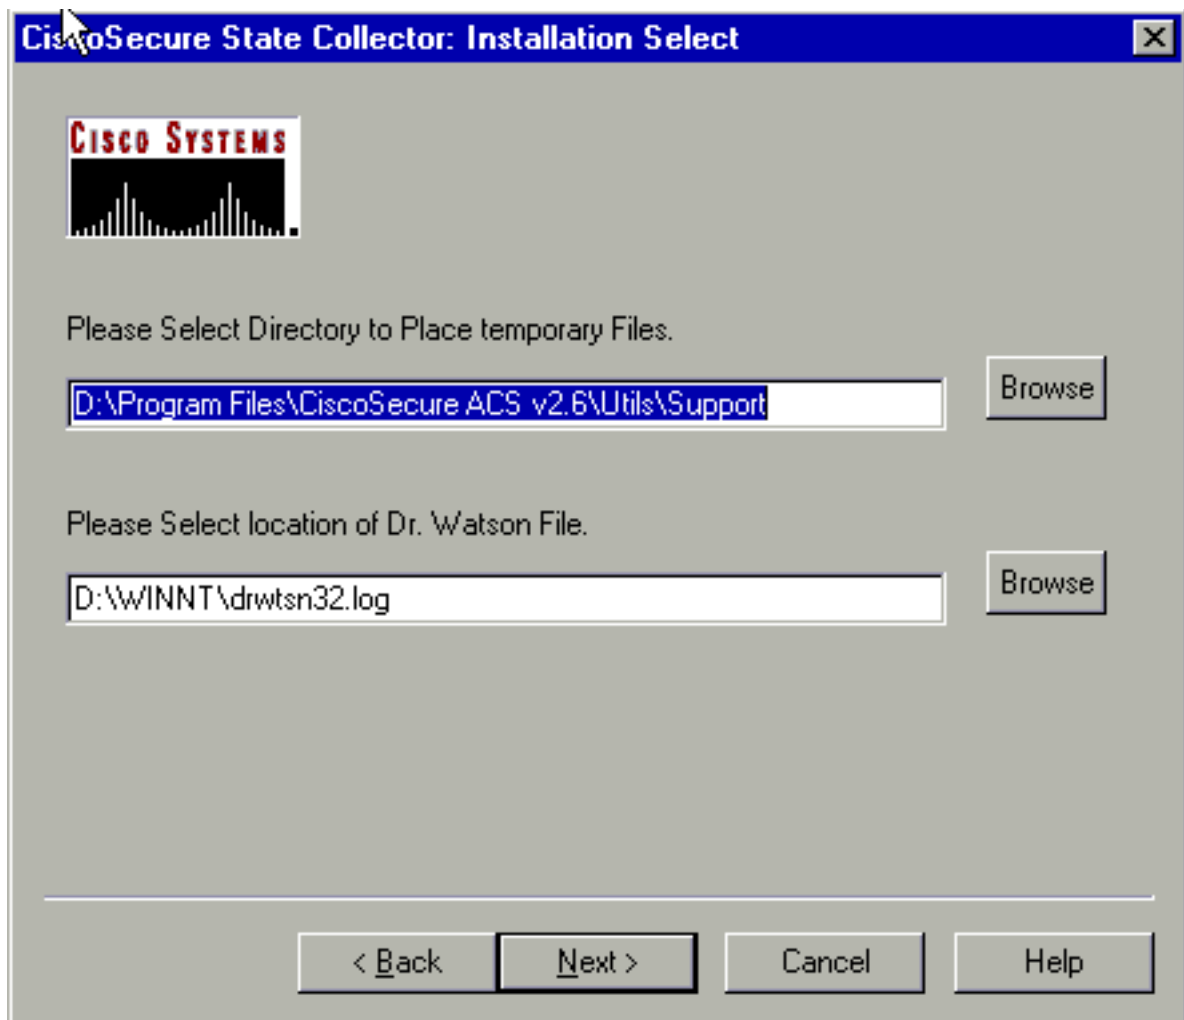 CiscoSecure State Collector: Installation Select
CISCO SYSTEMS
Please Select Directory to Place temporary Files.
D:\Program Files\CiscoSecure ACS v2.6\Utils\Support
Browse
Please Select location of Dr. Watson File.
D:\WINNT\drwtsn32.log
Browse
< Back
Next >
Cancel
Help